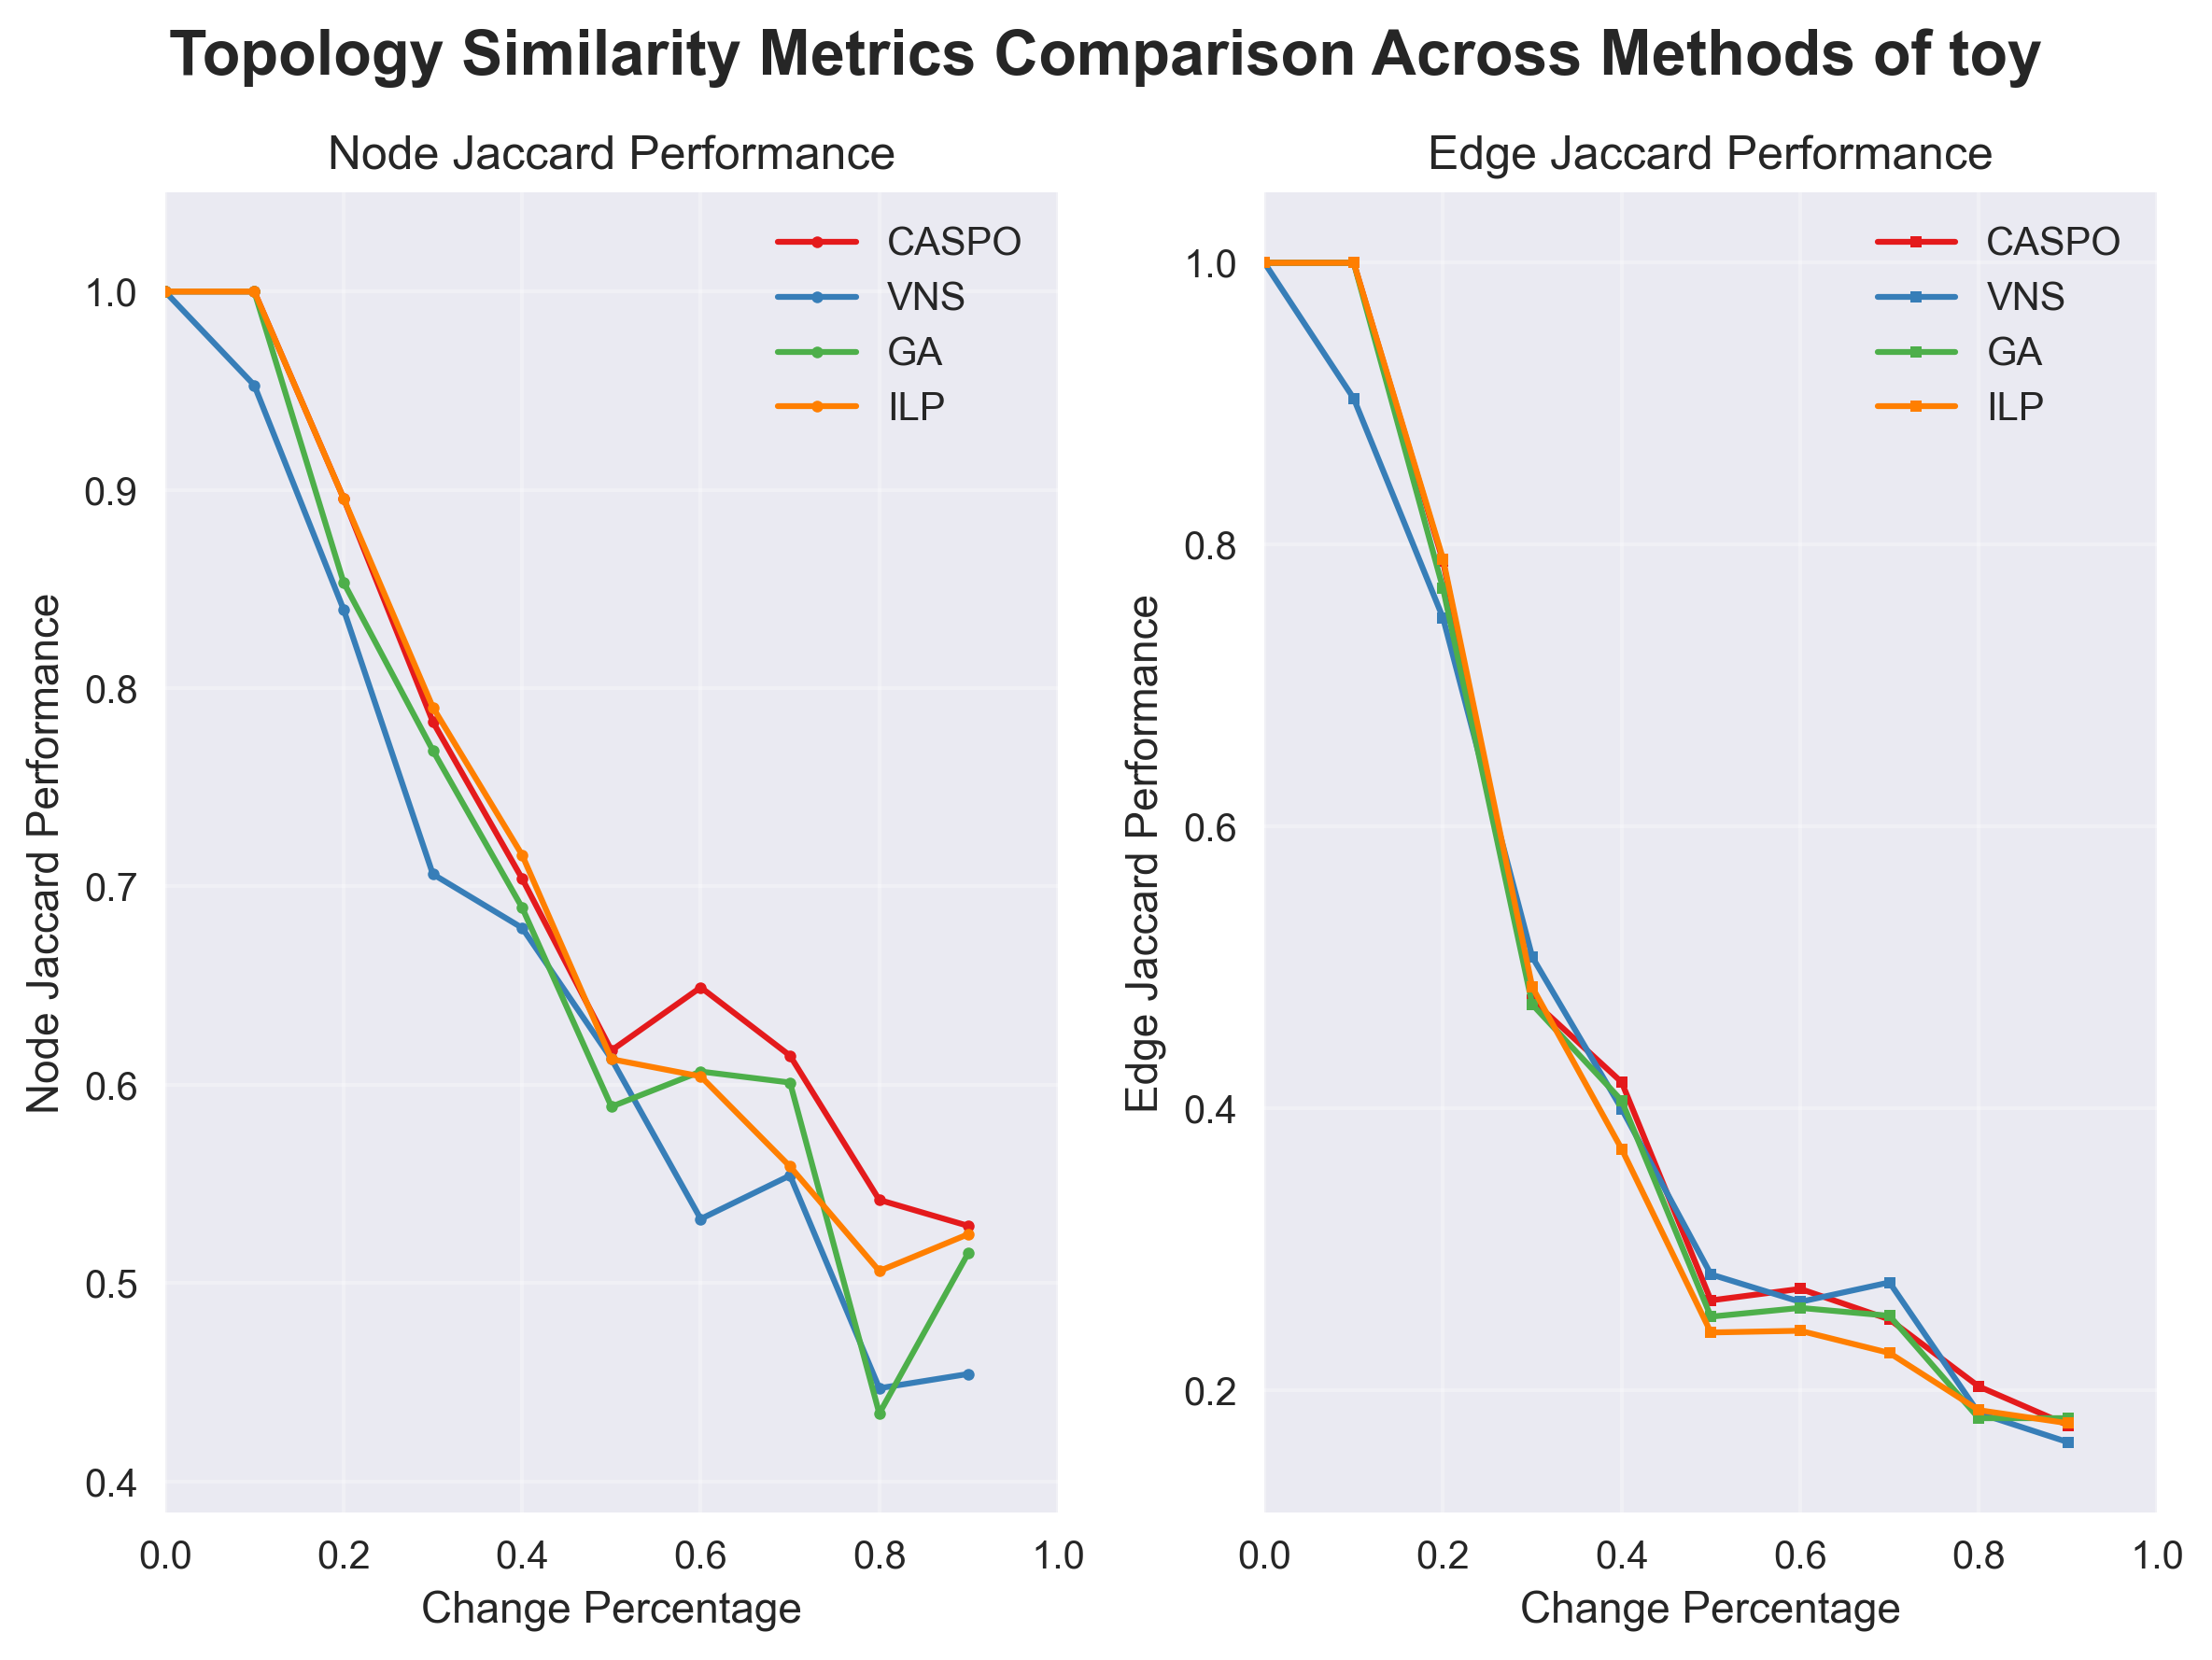 Topology Similarity Metrics Comparison Across Methods of toy
Node Jaccard Performance
CASPO
VNS
GA
ILP
1.0
0.9
0.8
0.7
0.6
0.5
0.4
Node Jaccard Performance
0.0 0.2 0.4 0.6 0.8 1.0
Change Percentage
Edge Jaccard Performance
CASPO
VNS
GA
ILP
1.0
0.8
0.6
0.4
0.2
Edge Jaccard Performance
0.0 0.2 0.4 0.6 0.8 1.0
Change Percentage